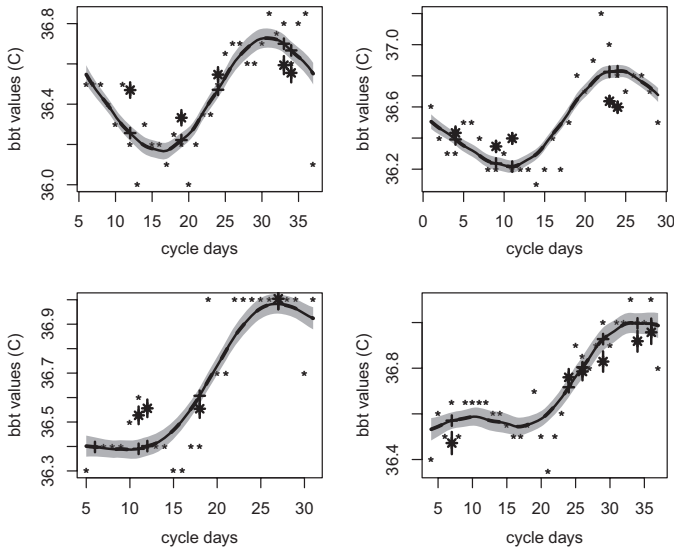 bbt values (C)
36.0 36.4 36.8
5 10 15 20 25 30 35
cycle days
bbt values (C)
36.2 36.6 37.0
0 5 10 15 20 25 30
cycle days
bbt values (C)
36.3 36.5 36.7 36.9
5 10 15 20 25 30
cycle days
bbt values (C)
36.4 36.8
5 10 15 20 25 30 35
cycle days